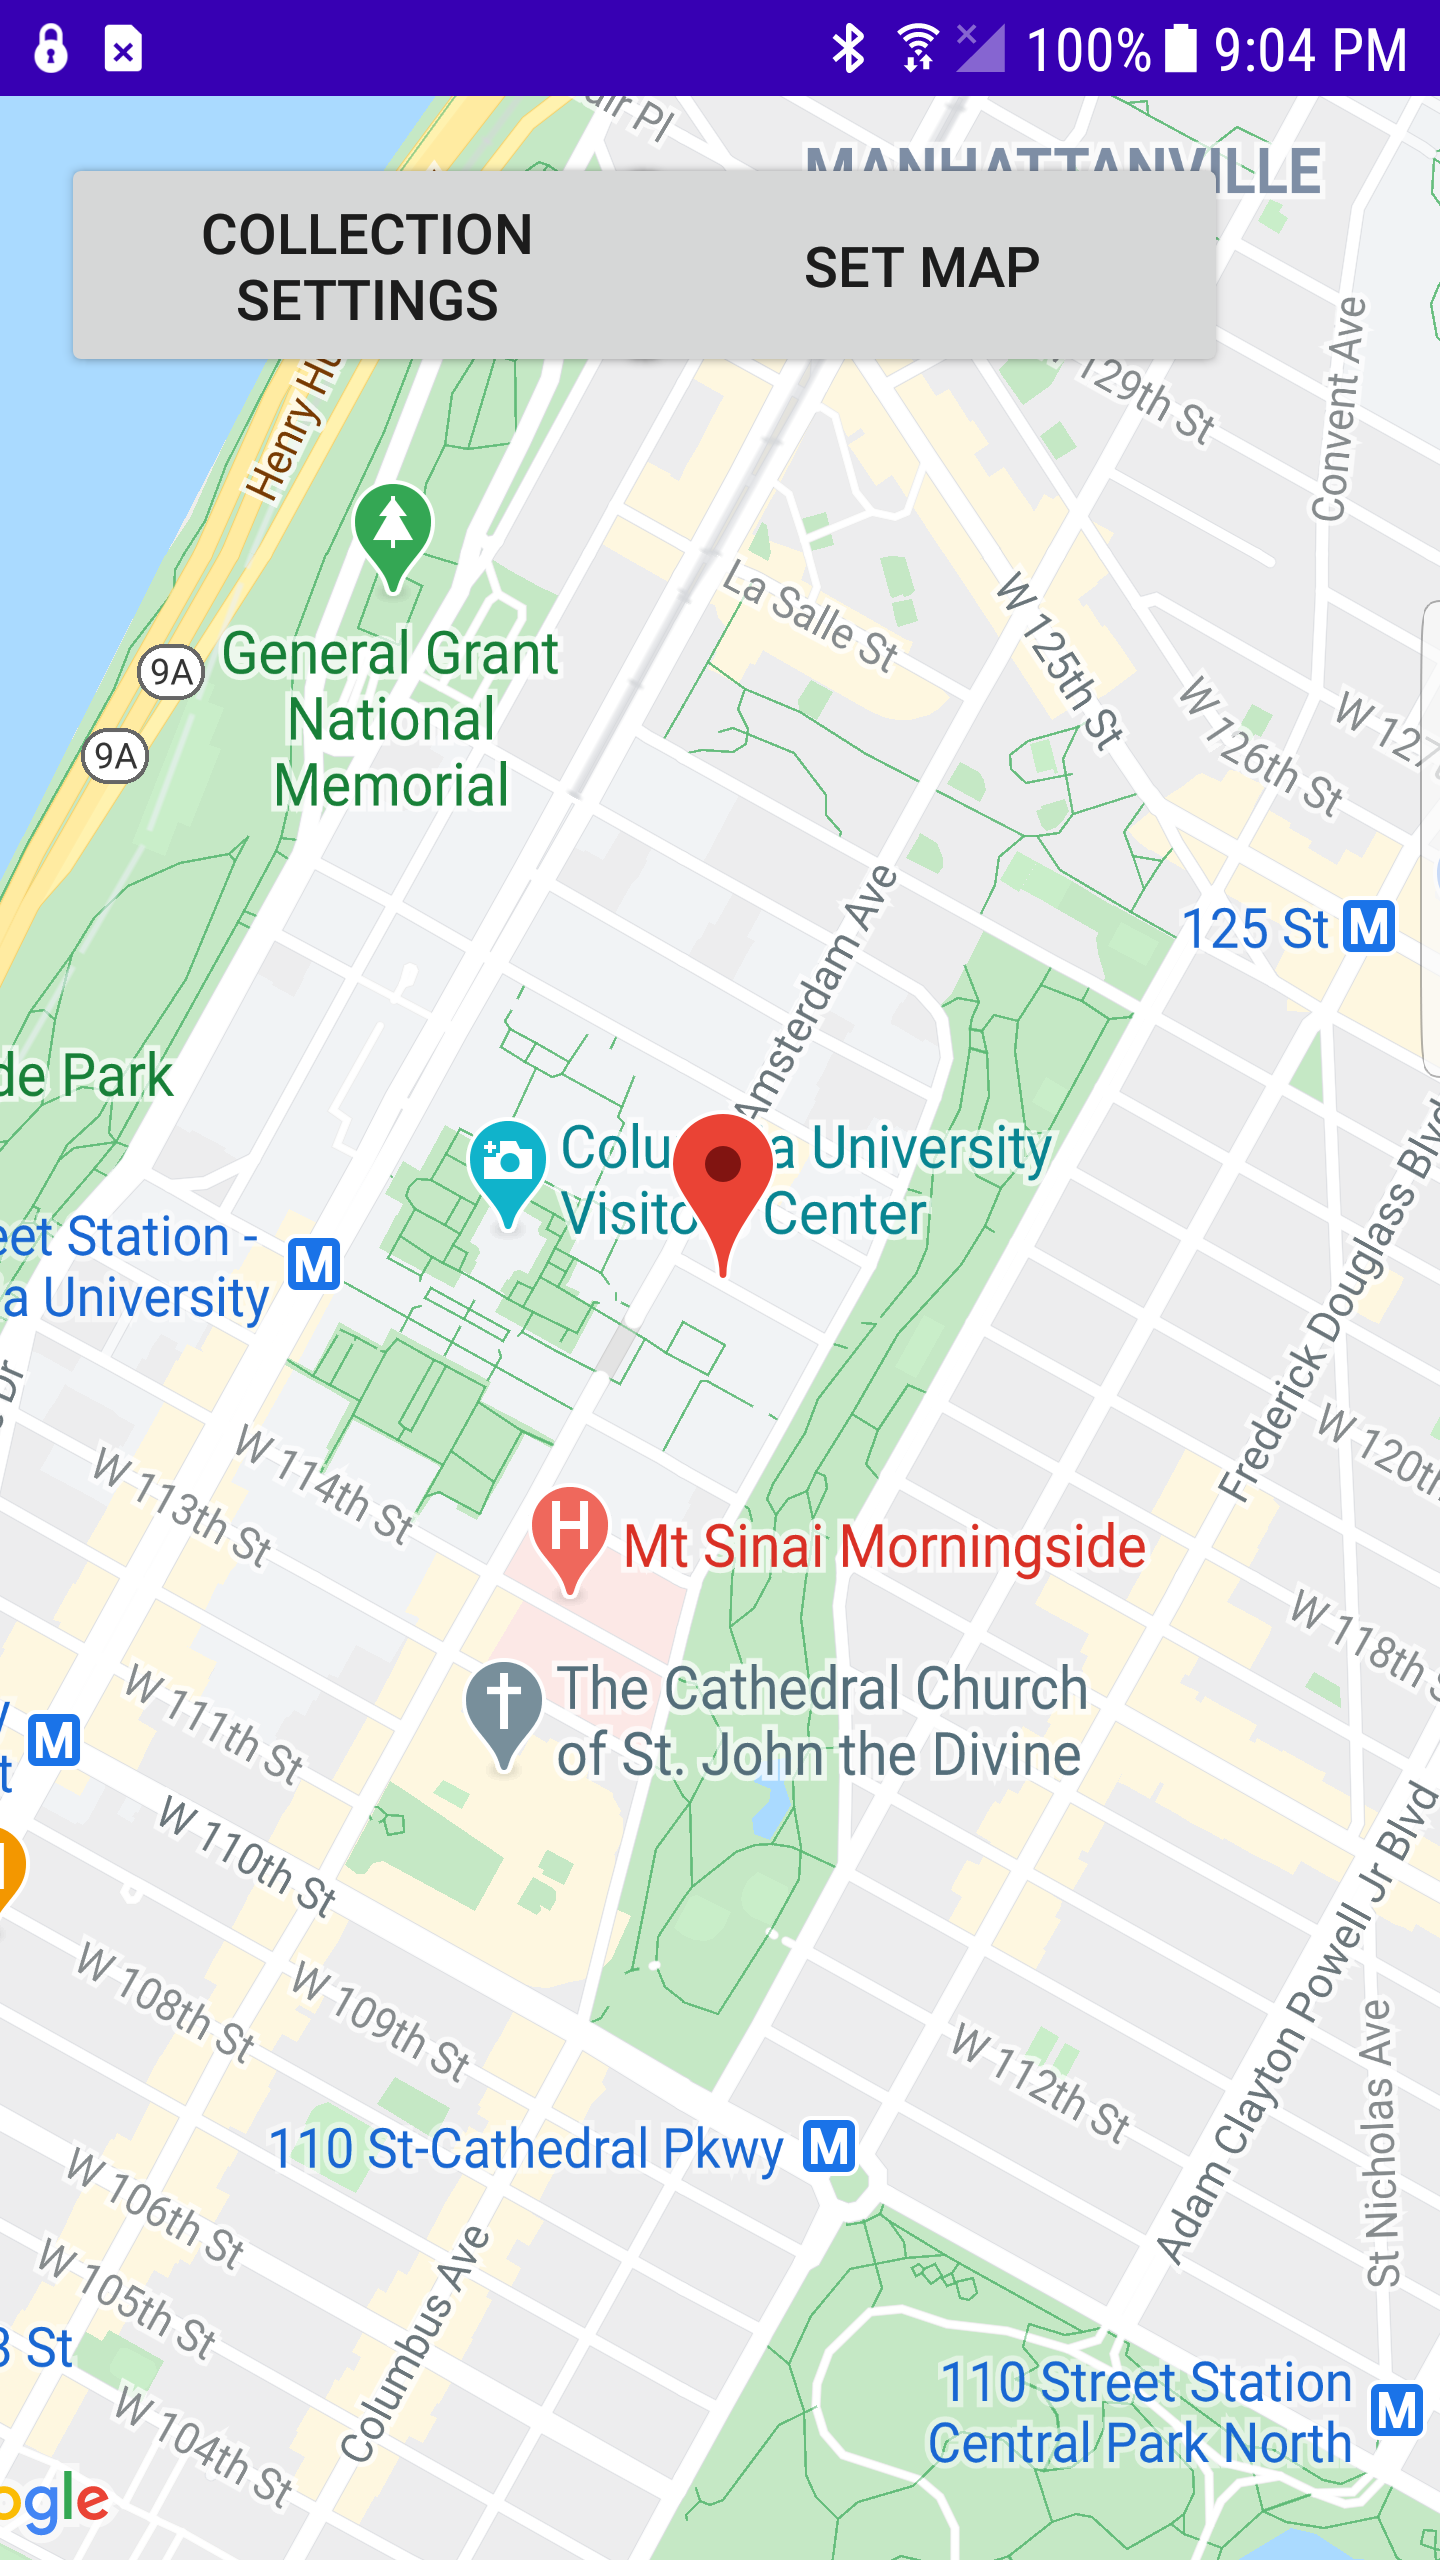 100% 9:04 PM
MANHATTANVILLE
COLLECTION
SETTINGS
SET MAP
W 129th St
Convent Ave
Henry
La Salle St
W 125th St
General Grant
National
Memorial
9A
9A
W 126th St
W 127
Amsterdam Ave
125 St M
de Park
Columbia University
Center
eet Station -
a University
M
Frederick Douglass Blvd
Dr
W 114th St
W 113th St
W 120th
H
Mt Sinai Morningside
W 118th S
The Cathedral Church
of St. John the Divine
M
t
W 111th St
W 110th St
Adam Clayton Powell Jr Blvd
W 108th St
W 109th St
W 112th St
St Nicholas Ave
110 St-Cathedral Pkwy M
W 106th St
W 105th St
Columbus Ave
3 St
W 104th St
110 Street Station
Central Park North
M
ogle